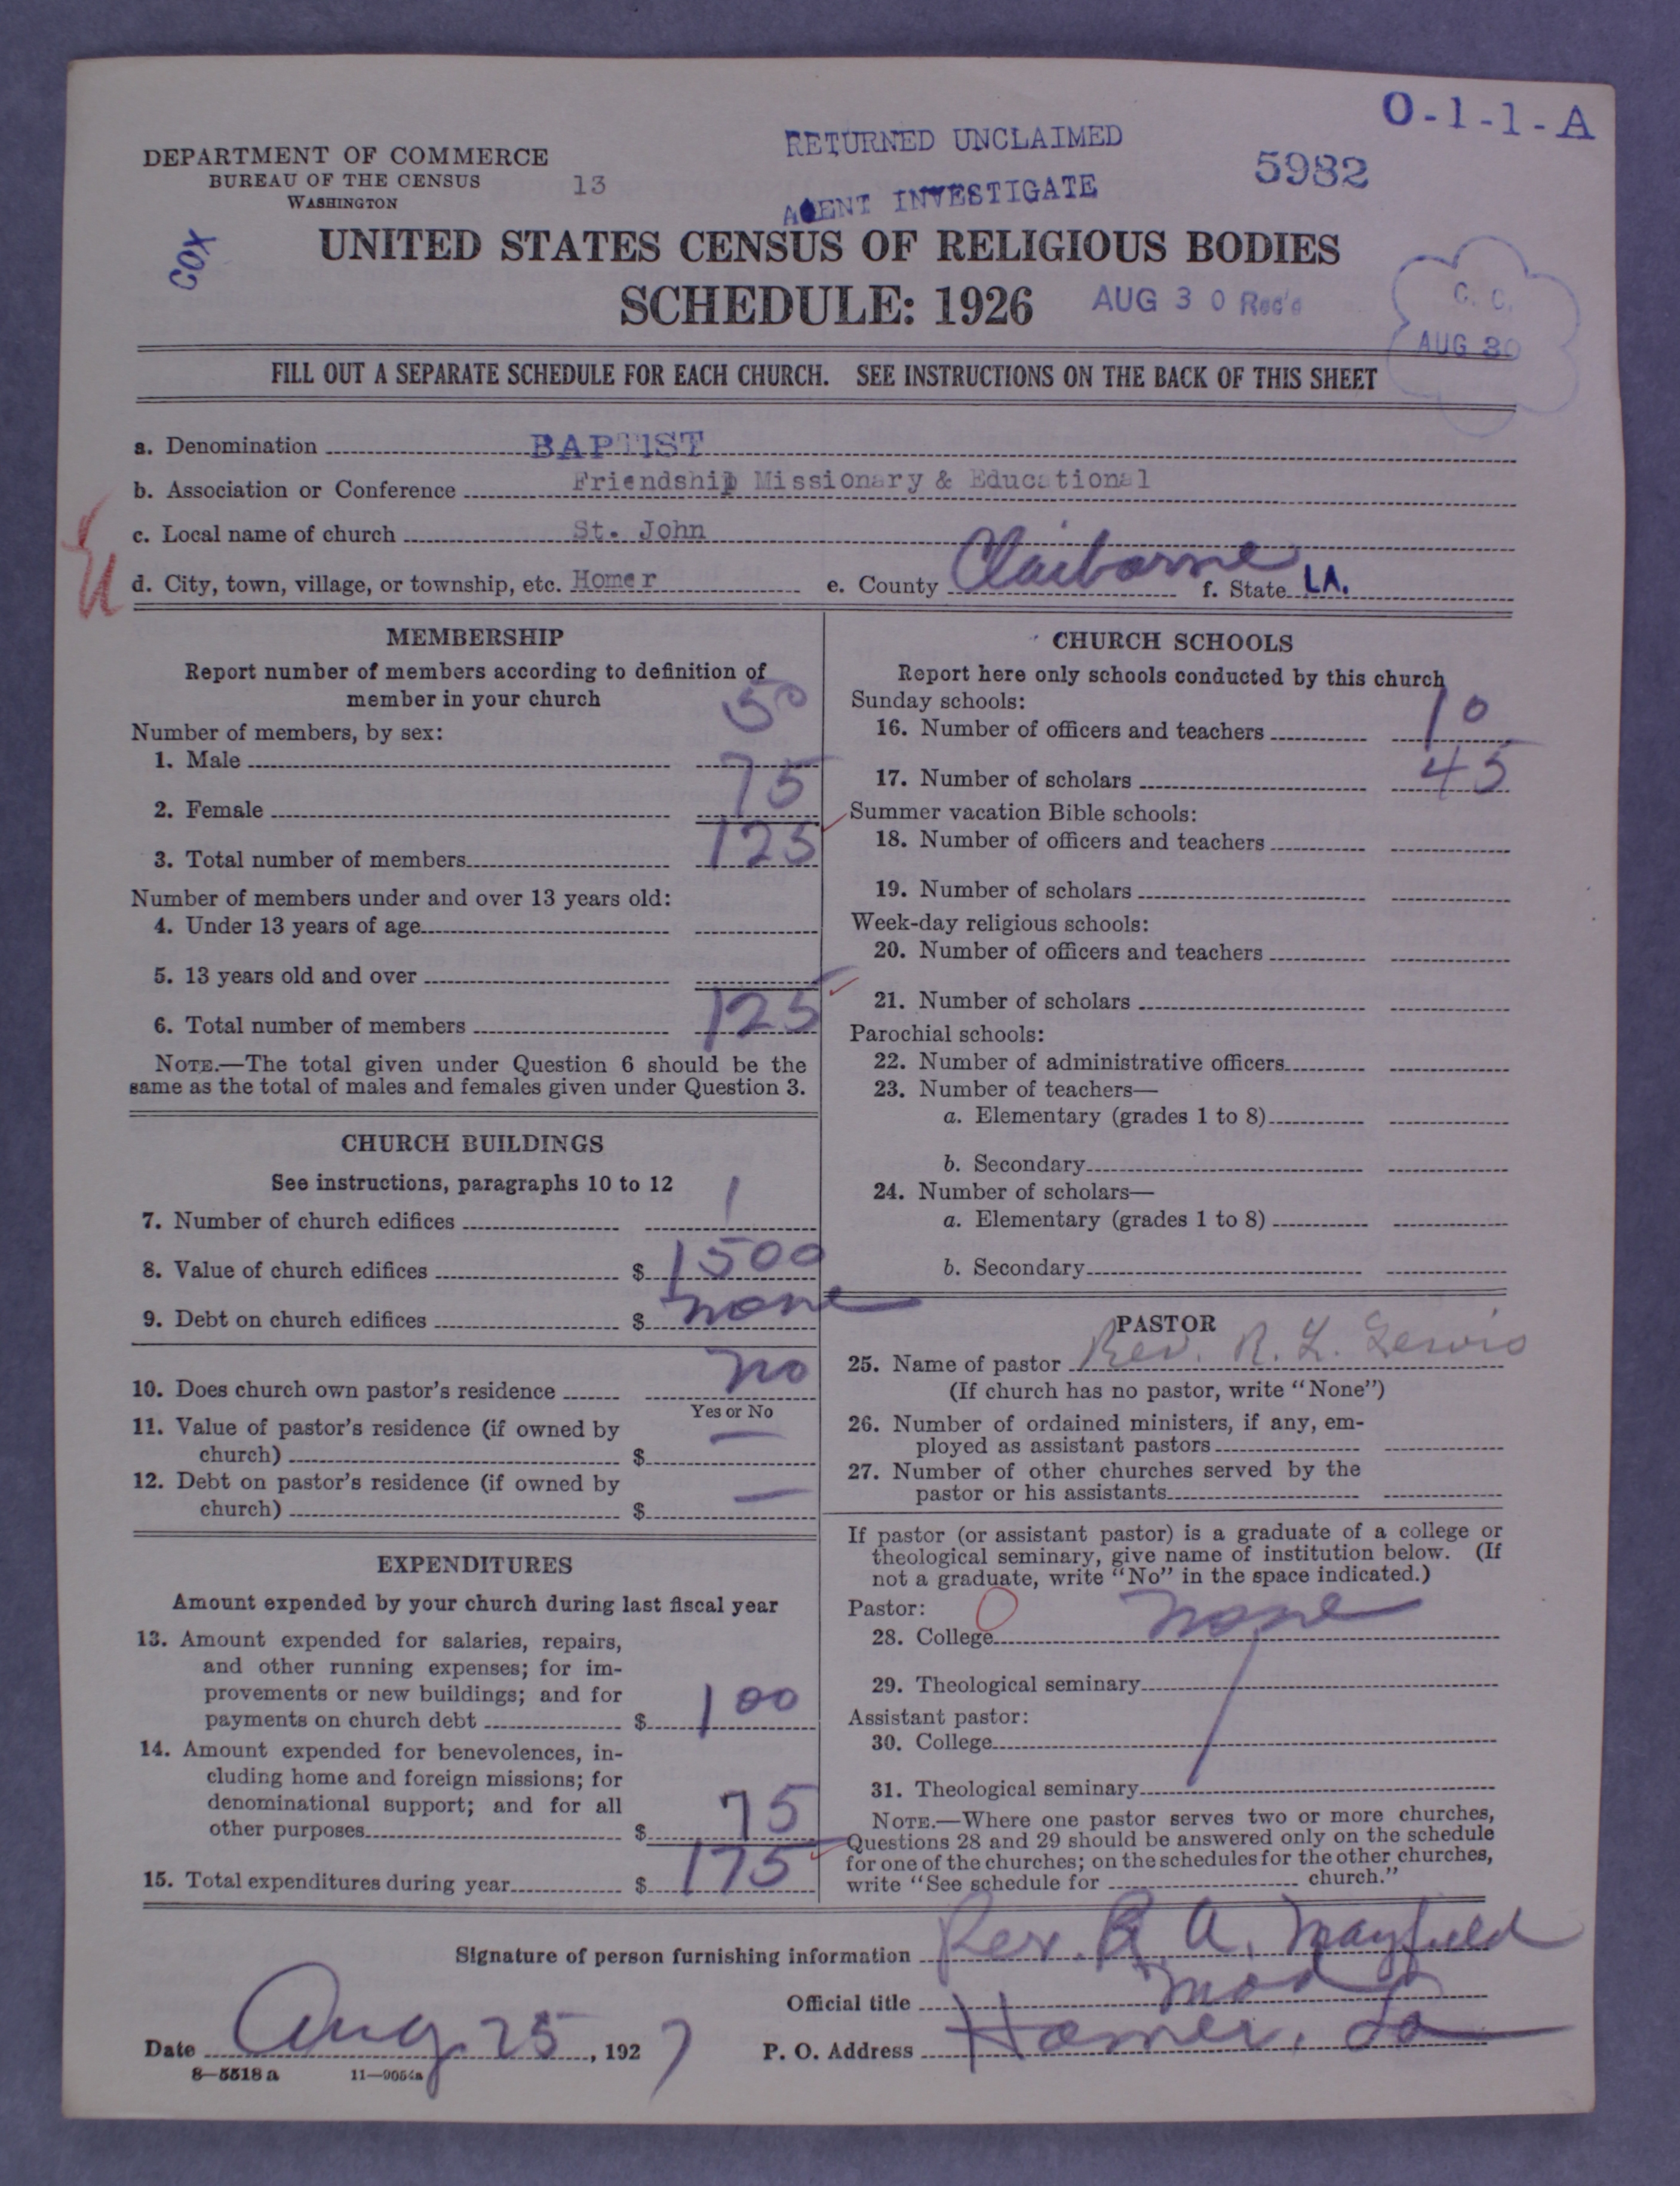 O-1-1-A
RETURNED UNCLAIMED
DEPARTMENT OF COMMERCE
BUREAU OF THE CENSUS
WASHINGTON
13
5982
AGENT INVESTIGATE
COX
UNITED STATES CENSUS OF RELIGIOUS BODIES
SCHEDULE: 1926
AUG 30 Rec'd
C. C.
AUG 30
FILL OUT A SEPARATE SCHEDULE FOR EACH CHURCH. SEE INSTRUCTIONS ON THE BACK OF THIS SHEET
a. Denomination BAPTIST
b. Association or Conference Friendship Missionary & Educational
c. Local name of church St. John
d. City, town, village, or township, etc. Homer e. County Claiborne f. State LA.
MEMBERSHIP
Report number of members according to definition of
member in your church
Number of members, by sex:
1. Male 50
2. Female 75
3. Total number of members 125
Number of members under and over 13 years old:
4. Under 13 years of age
5. 13 years old and over
6. Total number of members 125
NOTE.—The total given under Question 6 should be the
same as the total of males and females given under Question 3.
CHURCH BUILDINGS
See instructions, paragraphs 10 to 12
7. Number of church edifices 1
8. Value of church edifices $ 1500
9. Debt on church edifices $ none
10. Does church own pastor's residence no
Yes or No
11. Value of pastor's residence (if owned by
church) $ —
12. Debt on pastor's residence (if owned by
church) $ —
EXPENDITURES
Amount expended by your church during last fiscal year
13. Amount expended for salaries, repairs,
and other running expenses; for im-
provements or new buildings; and for
payments on church debt $ 100
14. Amount expended for benevolences, in-
cluding home and foreign missions; for
denominational support; and for all
other purposes $ 75
15. Total expenditures during year $ 175
CHURCH SCHOOLS
Report here only schools conducted by this church
Sunday schools:
16. Number of officers and teachers 10
17. Number of scholars 45
Summer vacation Bible schools:
18. Number of officers and teachers
19. Number of scholars
Week-day religious schools:
20. Number of officers and teachers
21. Number of scholars
Parochial schools:
22. Number of administrative officers
23. Number of teachers—
a. Elementary (grades 1 to 8)
b. Secondary
24. Number of scholars—
a. Elementary (grades 1 to 8)
b. Secondary
PASTOR
25. Name of pastor Rev. R. L. Lewis
(If church has no pastor, write "None")
26. Number of ordained ministers, if any, em-
ployed as assistant pastors
27. Number of other churches served by the
pastor or his assistants
If pastor (or assistant pastor) is a graduate of a college or
theological seminary, give name of institution below. (If
not a graduate, write "No" in the space indicated.)
Pastor: 0
28. College none
29. Theological seminary
Assistant pastor:
30. College
31. Theological seminary
NOTE.—Where one pastor serves two or more churches,
Questions 28 and 29 should be answered only on the schedule
for one of the churches; on the schedules for the other churches,
write "See schedule for church."
Signature of person furnishing information Rev. A. Mayfield
Official title Mod
Date Aug. 25, 1927 P. O. Address Homer, La
8—5518 a